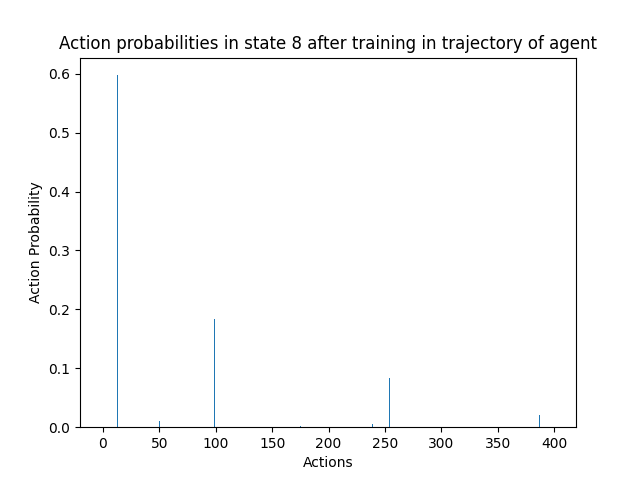 Action probabilities in state 8 after training in trajectory of agent
0.6
0.5
0.4
0.3
0.2
0.1
0.0
Action Probability
0 50 100 150 200 250 300 350 400
Actions